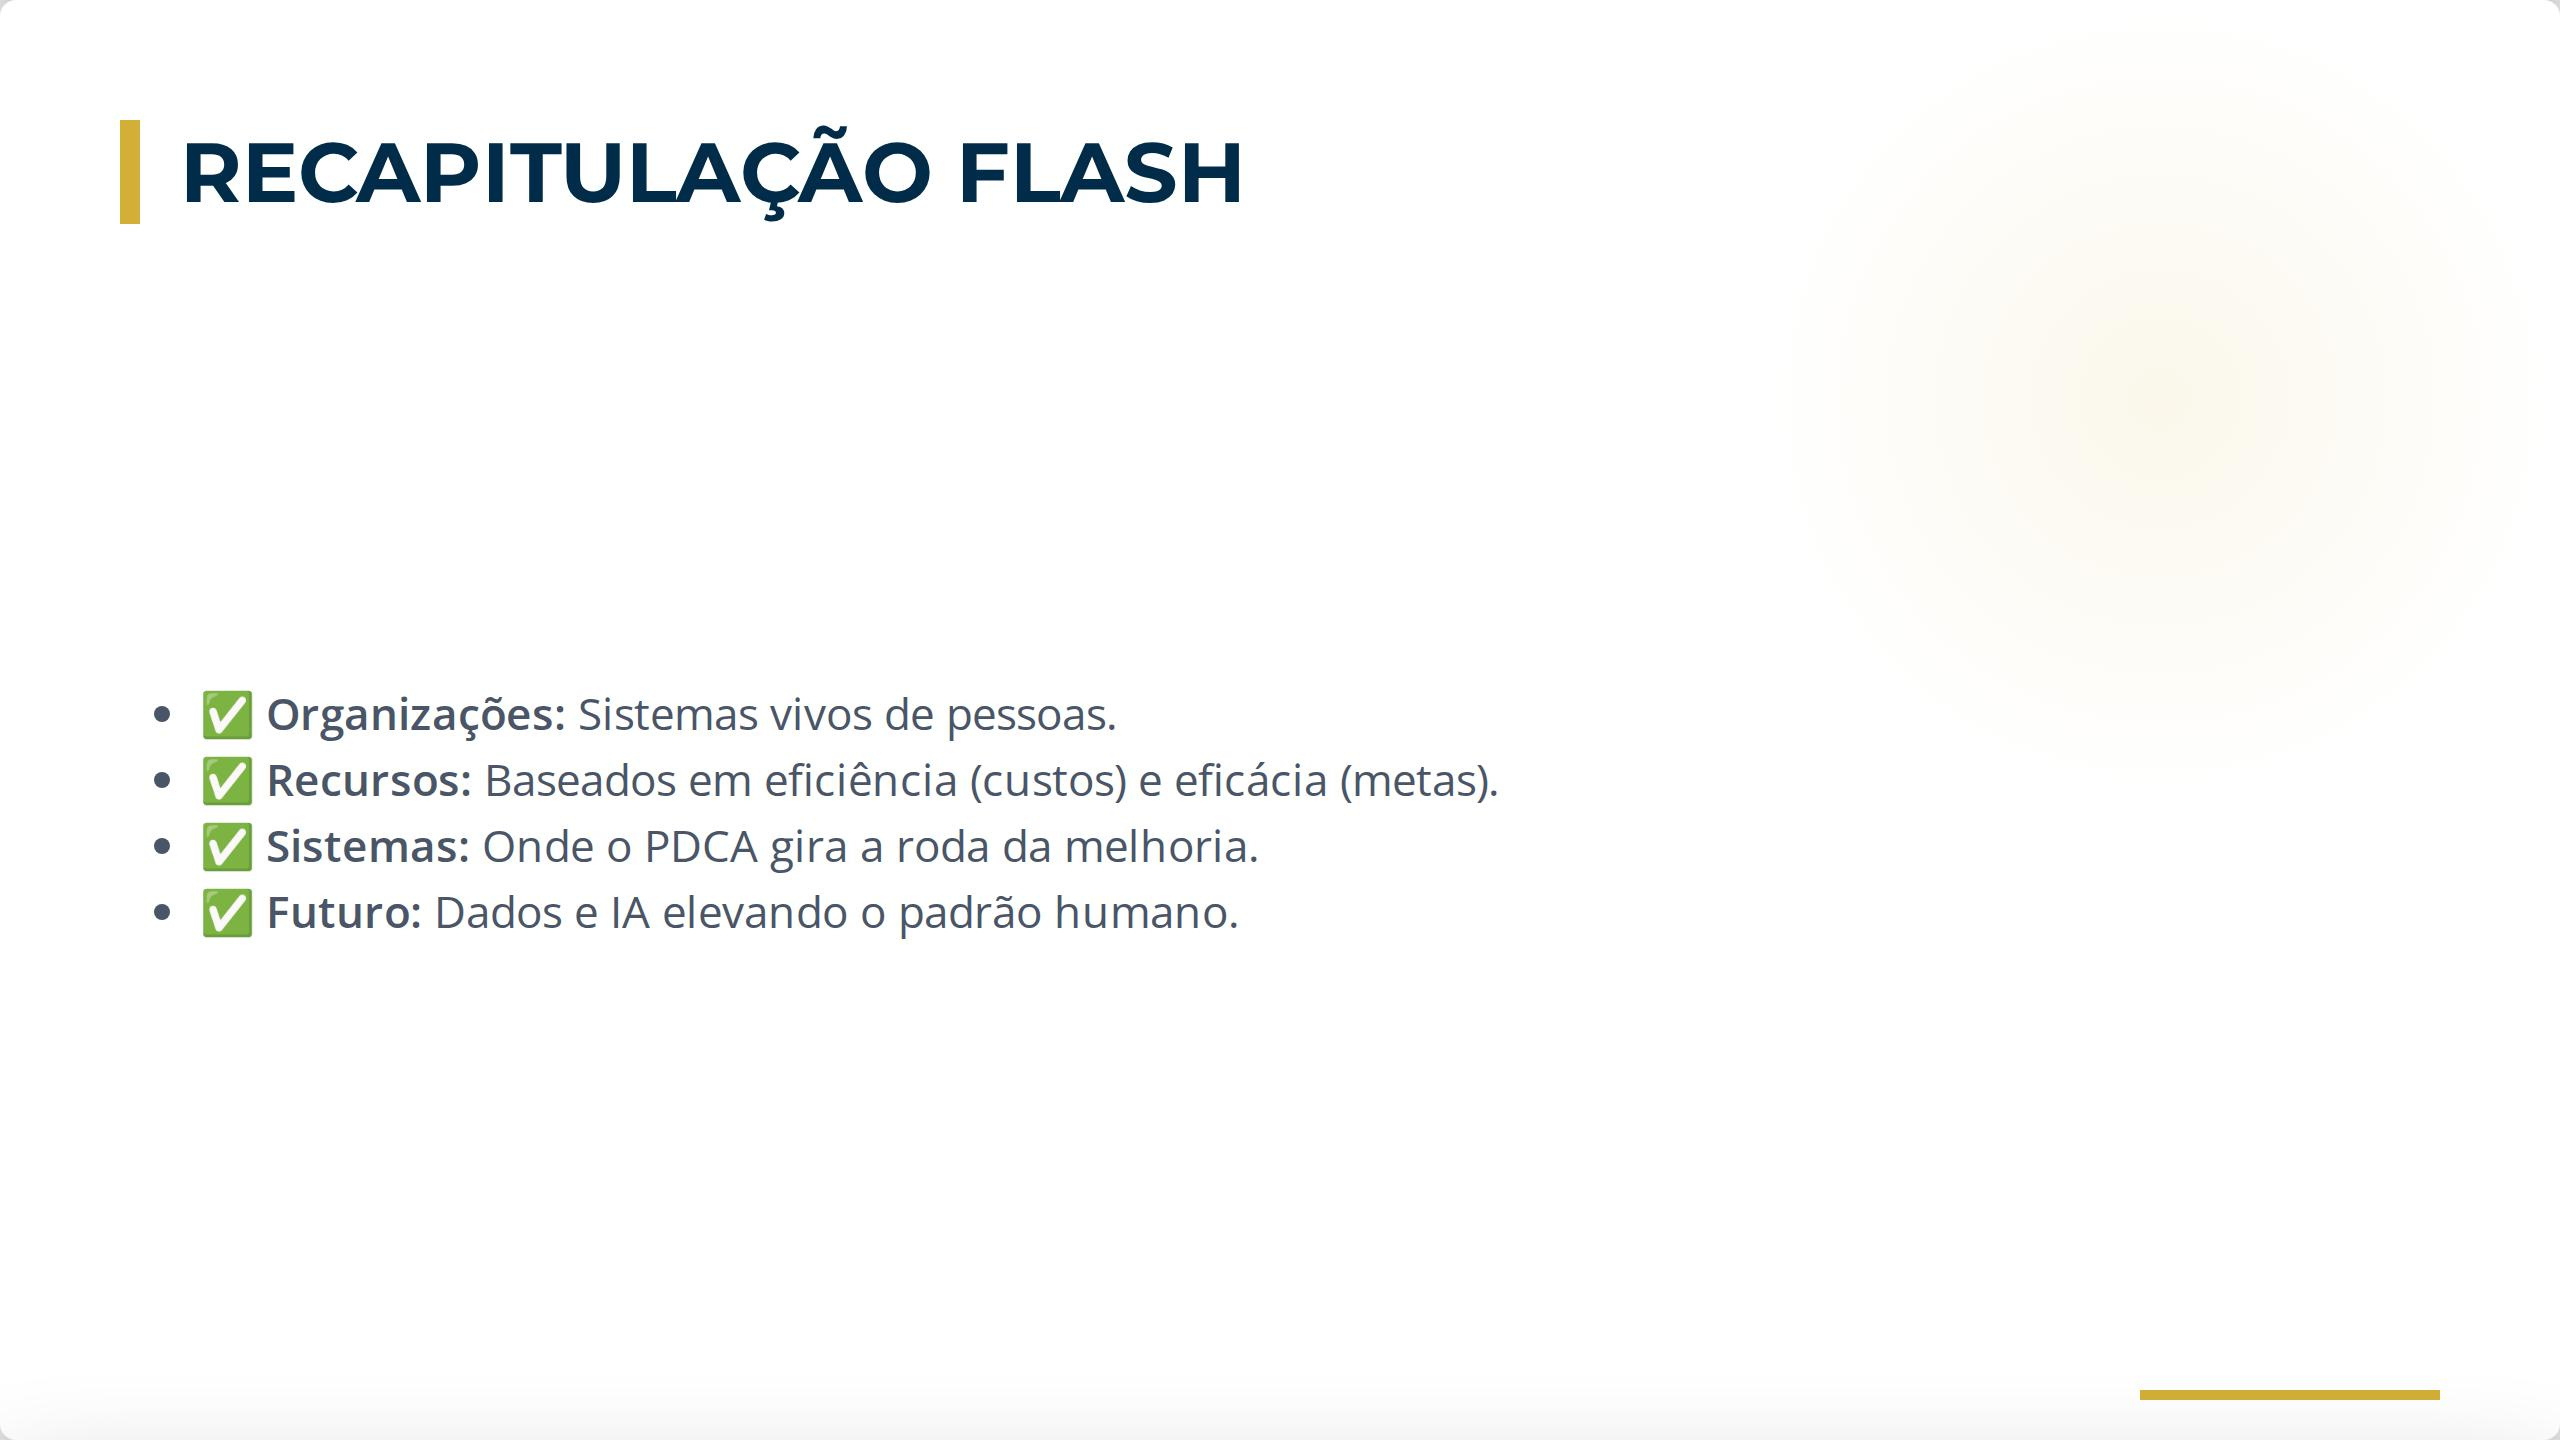 RECAPITULAÇÃO FLASH
• ✅ Organizações: Sistemas vivos de pessoas.
• ✅ Recursos: Baseados em eficiência (custos) e eficácia (metas).
• ✅ Sistemas: Onde o PDCA gira a roda da melhoria.
• ✅ Futuro: Dados e IA elevando o padrão humano.